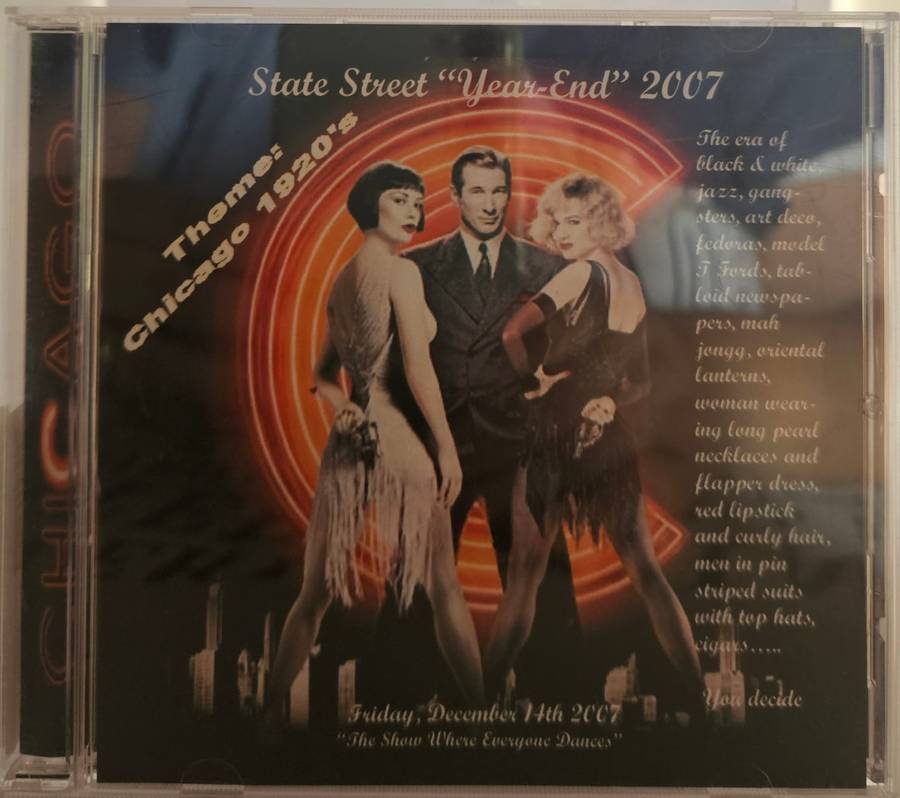 CHICAGO
State Street “Year-End” 2007
Theme:
Chicago 1920's
The era of
black & white,
jazz, gang-
sters, art deco,
fedoras, model
T Fords, tab-
loid newspa-
pers, mah
jongg, oriental
lanterns,
woman wear-
ing long pearl
necklaces and
flapper dress,
red lipstick
and curly hair,
men in pin
striped suits
with top hats,
cigars.....
You decide
Friday, December 14th 2007
“The Show Where Everyone Dances”